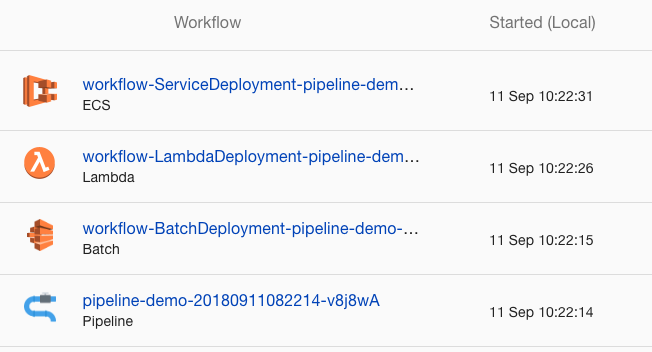 Workflow Started (Local)
workflow-ServiceDeployment-pipeline-dem...
ECS
11 Sep 10:22:31
workflow-LambdaDeployment-pipeline-dem...
Lambda
11 Sep 10:22:26
workflow-BatchDeployment-pipeline-demo-...
Batch
11 Sep 10:22:15
pipeline-demo-20180911082214-v8j8wA
Pipeline
11 Sep 10:22:14